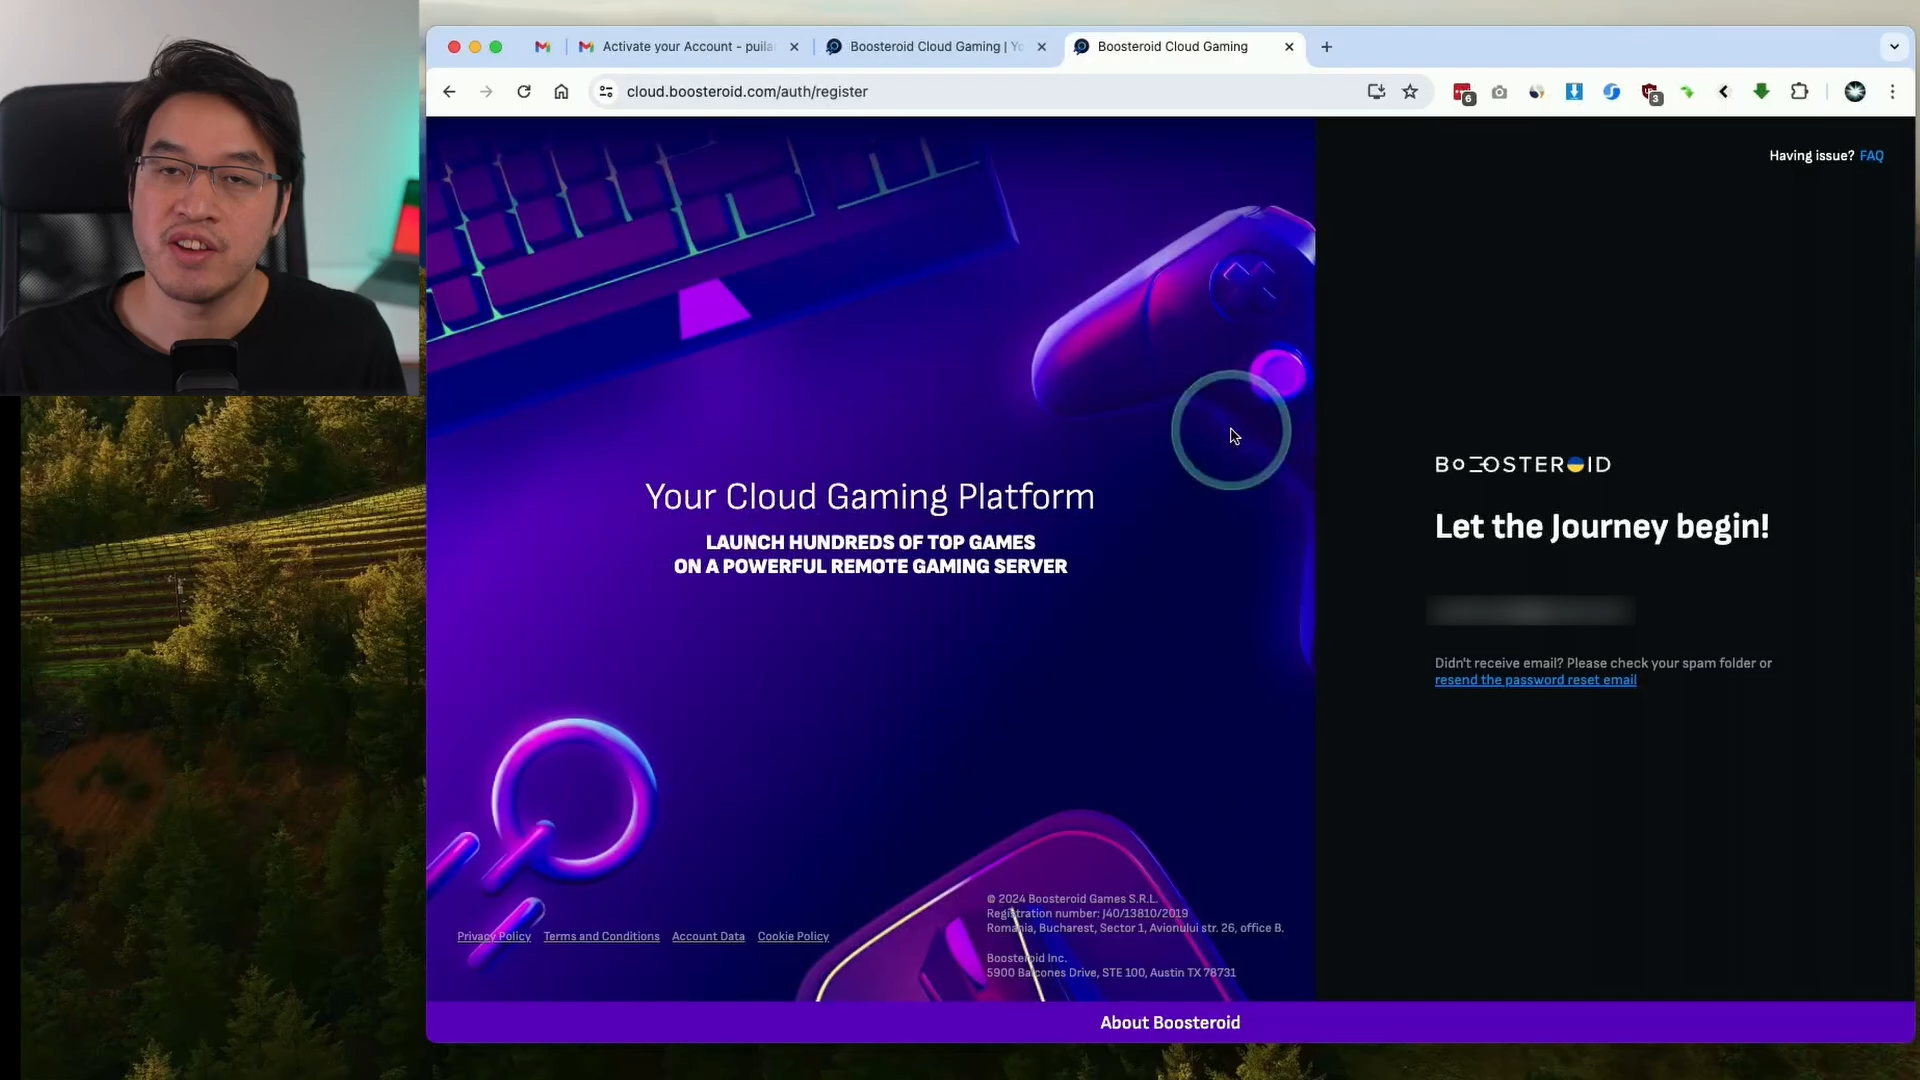 Activate your Account - puila
Boosteroid Cloud Gaming | Yo
Boosteroid Cloud Gaming
cloud.boosteroid.com/auth/register
6
3
Having issue? FAQ
Your Cloud Gaming Platform
LAUNCH HUNDREDS OF TOP GAMES
ON A POWERFUL REMOTE GAMING SERVER
BOOSTEROID
Let the Journey begin!
Didn't receive email? Please check your spam folder or
resend the password reset email
Privacy Policy Terms and Conditions Account Data Cookie Policy
© 2024 Boosteroid Games S.R.L.
Registration number: J40/13810/2019
Romania, Bucharest, Sector 1, Avionului str. 26, office B.
Boosteroid Inc.
5900 Balcones Drive, STE 100, Austin TX 78731
About Boosteroid